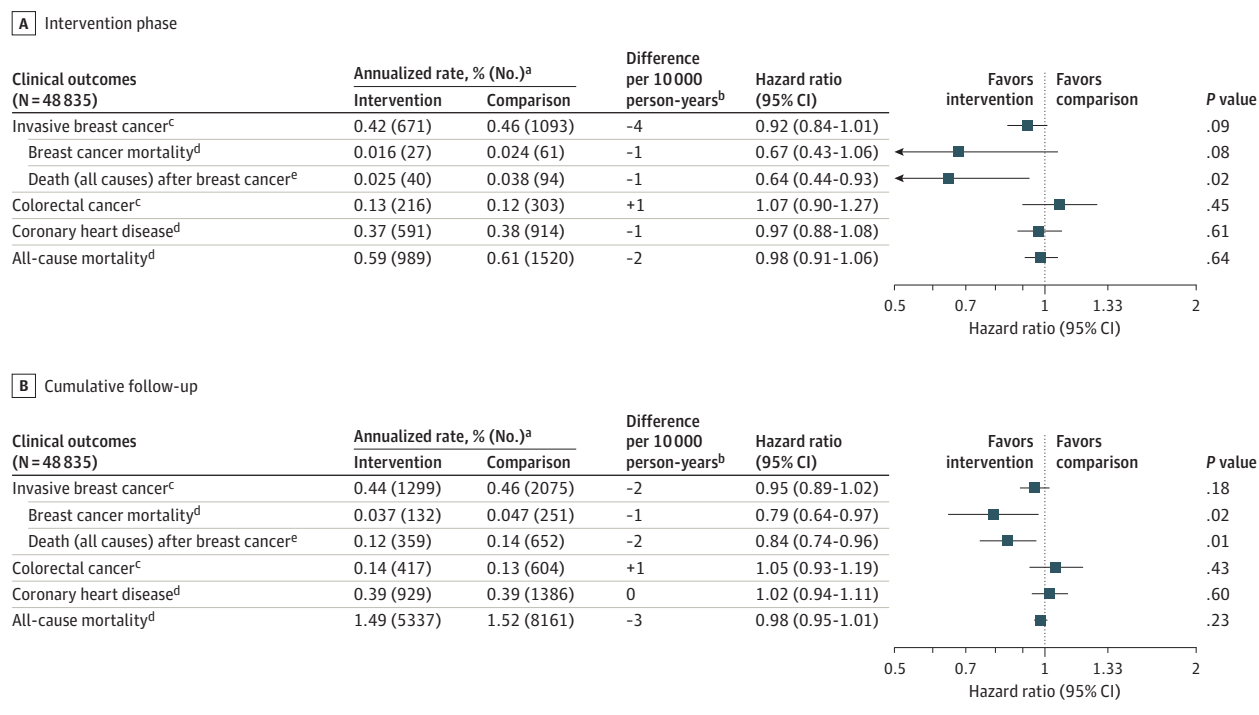 A Intervention phase
Clinical outcomes (N = 48 835) Annualized rate, % (No.)a Difference per 10 000 person-years b Hazard ratio (95% CI) Favors intervention Favors comparison P value
Intervention Comparison
Invasive breast cancerc 0.42 (671) 0.46 (1093) –4 0.92 (0.84-1.01) .09
Breast cancer mortalityd 0.016 (27) 0.024 (61) –1 0.67 (0.43-1.06) .08
Death (all causes) after breast cancere 0.025 (40) 0.038 (94) –1 0.64 (0.44-0.93) .02
Colorectal cancerc 0.13 (216) 0.12 (303) +1 1.07 (0.90-1.27) .45
Coronary heart diseased 0.37 (591) 0.38 (914) –1 0.97 (0.88-1.08) .61
All-cause mortalityd 0.59 (989) 0.61 (1520) –2 0.98 (0.91-1.06) .64
0.5 0.7 1 1.33 2
Hazard ratio (95% CI)
B Cumulative follow-up
Clinical outcomes (N = 48 835) Annualized rate, % (No.)a Difference per 10 000 person-years b Hazard ratio (95% CI) Favors intervention Favors comparison P value
Intervention Comparison
Invasive breast cancerc 0.44 (1299) 0.46 (2075) –2 0.95 (0.89-1.02) .18
Breast cancer mortalityd 0.037 (132) 0.047 (251) –1 0.79 (0.64-0.97) .02
Death (all causes) after breast cancere 0.12 (359) 0.14 (652) –2 0.84 (0.74-0.96) .01
Colorectal cancerc 0.14 (417) 0.13 (604) +1 1.05 (0.93-1.19) .43
Coronary heart diseased 0.39 (929) 0.39 (1386) 0 1.02 (0.94-1.11) .60
All-cause mortalityd 1.49 (5337) 1.52 (8161) –3 0.98 (0.95-1.01) .23
0.5 0.7 1 1.33 2
Hazard ratio (95% CI)